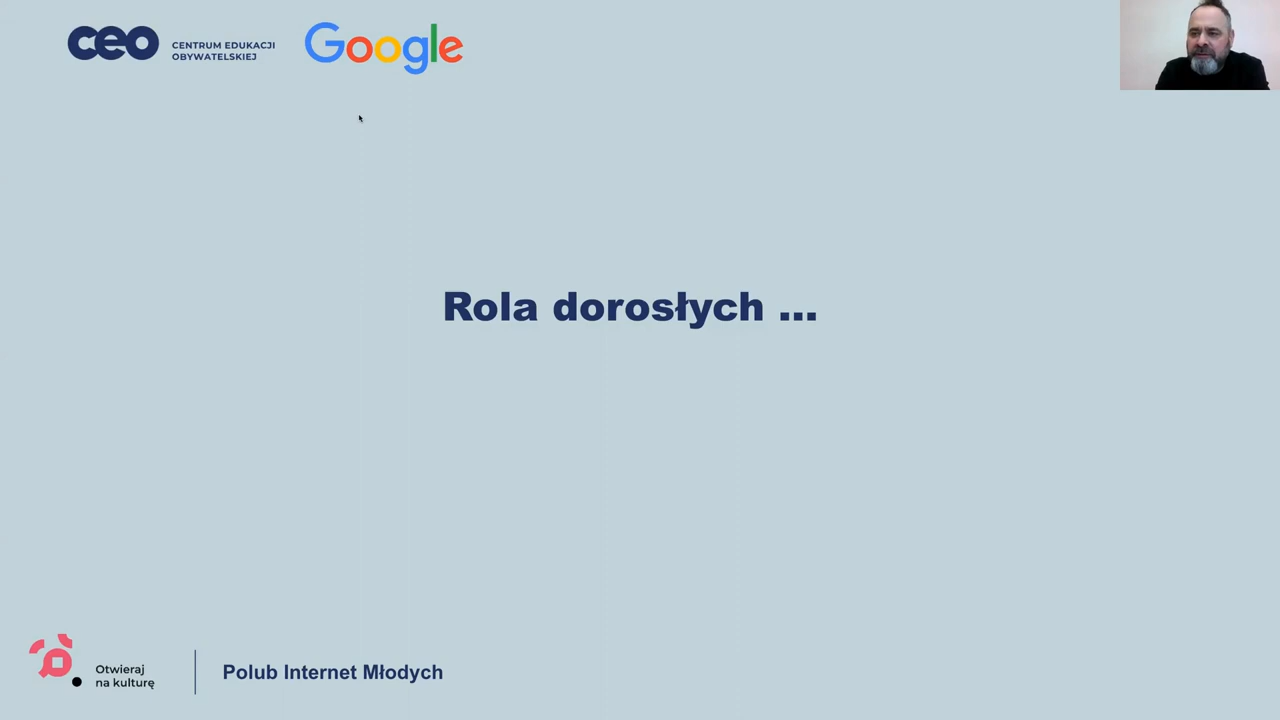 ceo
CENTRUM EDUKACJI
OBYWATELSKIEJ
Google
Rola dorosłych ...
Otwieraj
na kulturę
Polub Internet Młodych